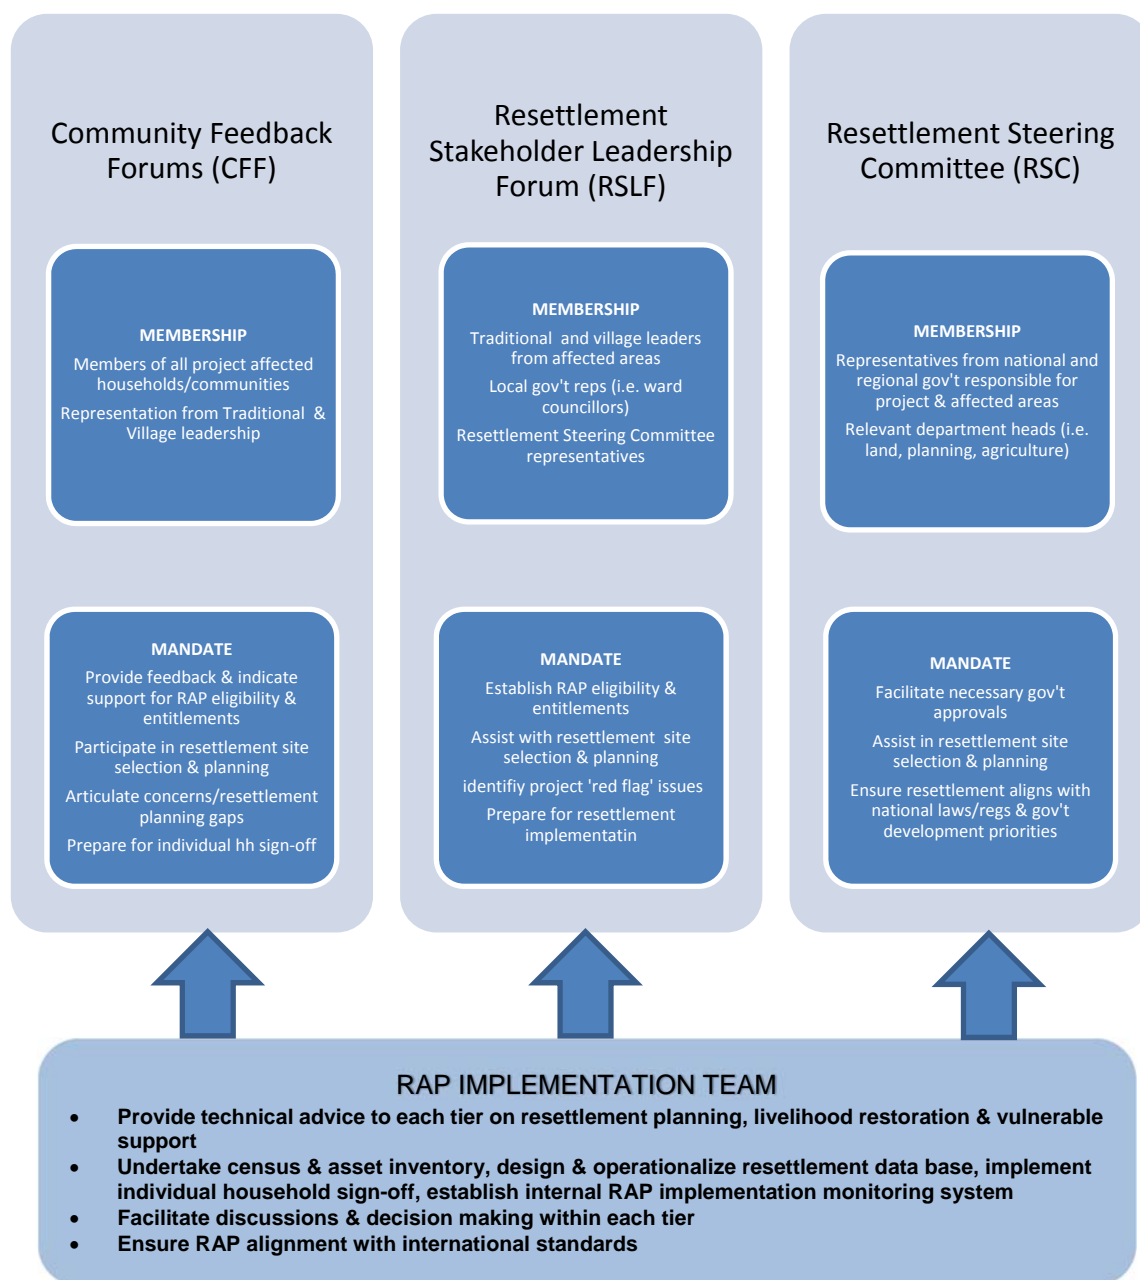 Community Feedback
Forums (CFF)
MEMBERSHIP
Members of all project affected
households/communities
Representation from Traditional &
Village leadership
MANDATE
Provide feedback & indicate
support for RAP eligibility &
entitlements
Participate in resettlement site
selection & planning
Articulate concerns/resettlement
planning gaps
Prepare for individual hh sign-off
Resettlement
Stakeholder Leadership
Forum (RSLF)
MEMBERSHIP
Traditional and village leaders
from affected areas
Local gov't reps (i.e. ward
councillors)
Resettlement Steering Committee
representatives
MANDATE
Establish RAP eligibility &
entitlements
Assist with resettlement site
selection & planning
identifiy project 'red flag' issues
Prepare for resettlement
implementatin
Resettlement Steering
Committee (RSC)
MEMBERSHIP
Representatives from national and
regional gov't responsible for
project & affected areas
Relevant department heads (i.e.
land, planning, agriculture)
MANDATE
Facilitate necessary gov't
approvals
Assist in resettlement site
selection & planning
Ensure resettlement aligns with
national laws/regs & gov't
development priorities
RAP IMPLEMENTATION TEAM
• Provide technical advice to each tier on resettlement planning, livelihood restoration & vulnerable
support
• Undertake census & asset inventory, design & operationalize resettlement data base, implement
individual household sign-off, establish internal RAP implementation monitoring system
• Facilitate discussions & decision making within each tier
• Ensure RAP alignment with international standards